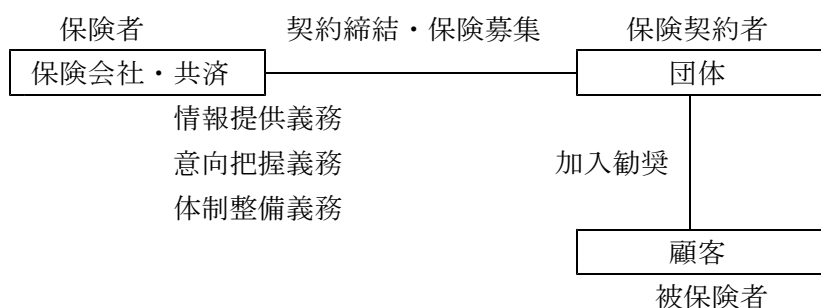 保険者 契約締結・保険募集 保険契約者
保険会社・共済 団体
情報提供義務
意向把握義務 加入勧奨
体制整備義務
顧客
被保険者